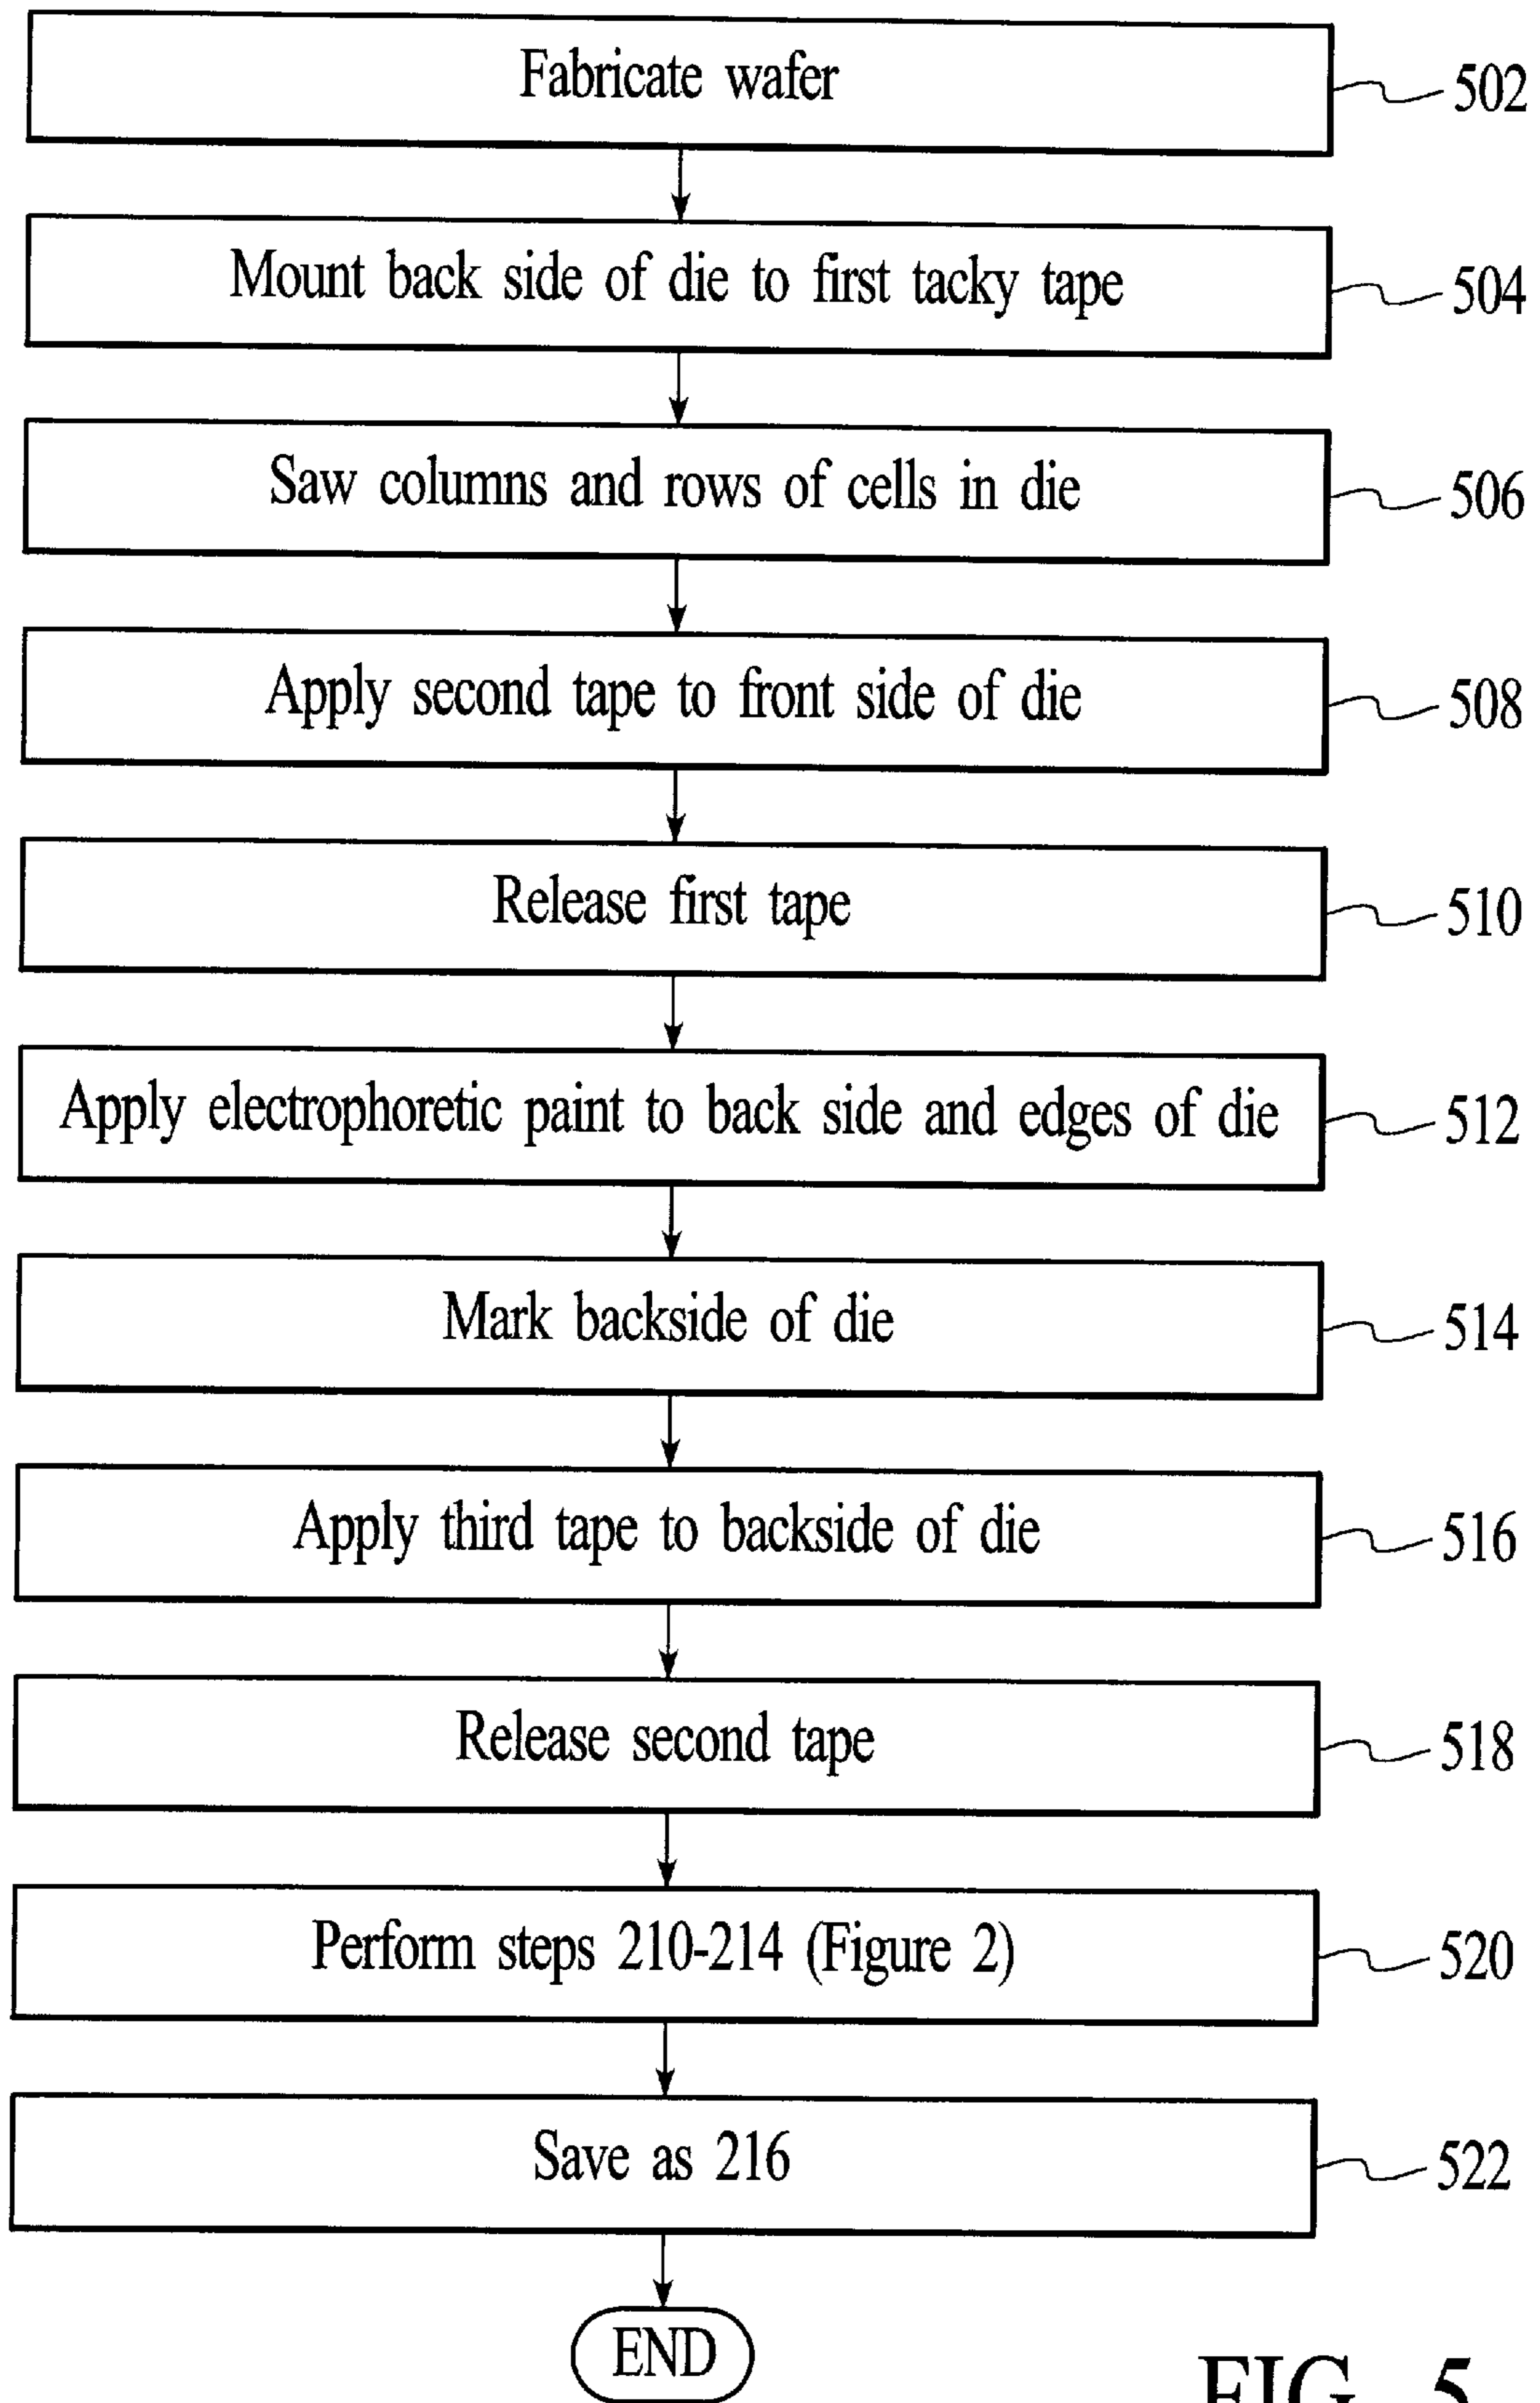 Fabricate wafer
502
Mount back side of die to first tacky tape
504
Saw columns and rows of cells in die
506
Apply second tape to front side of die
508
Release first tape
510
Apply electrophoretic paint to back side and edges of die
512
Mark backside of die
514
Apply third tape to backside of die
516
Release second tape
518
Perform steps 210-214 (Figure 2)
520
Save as 216
522
END
FIG. 5